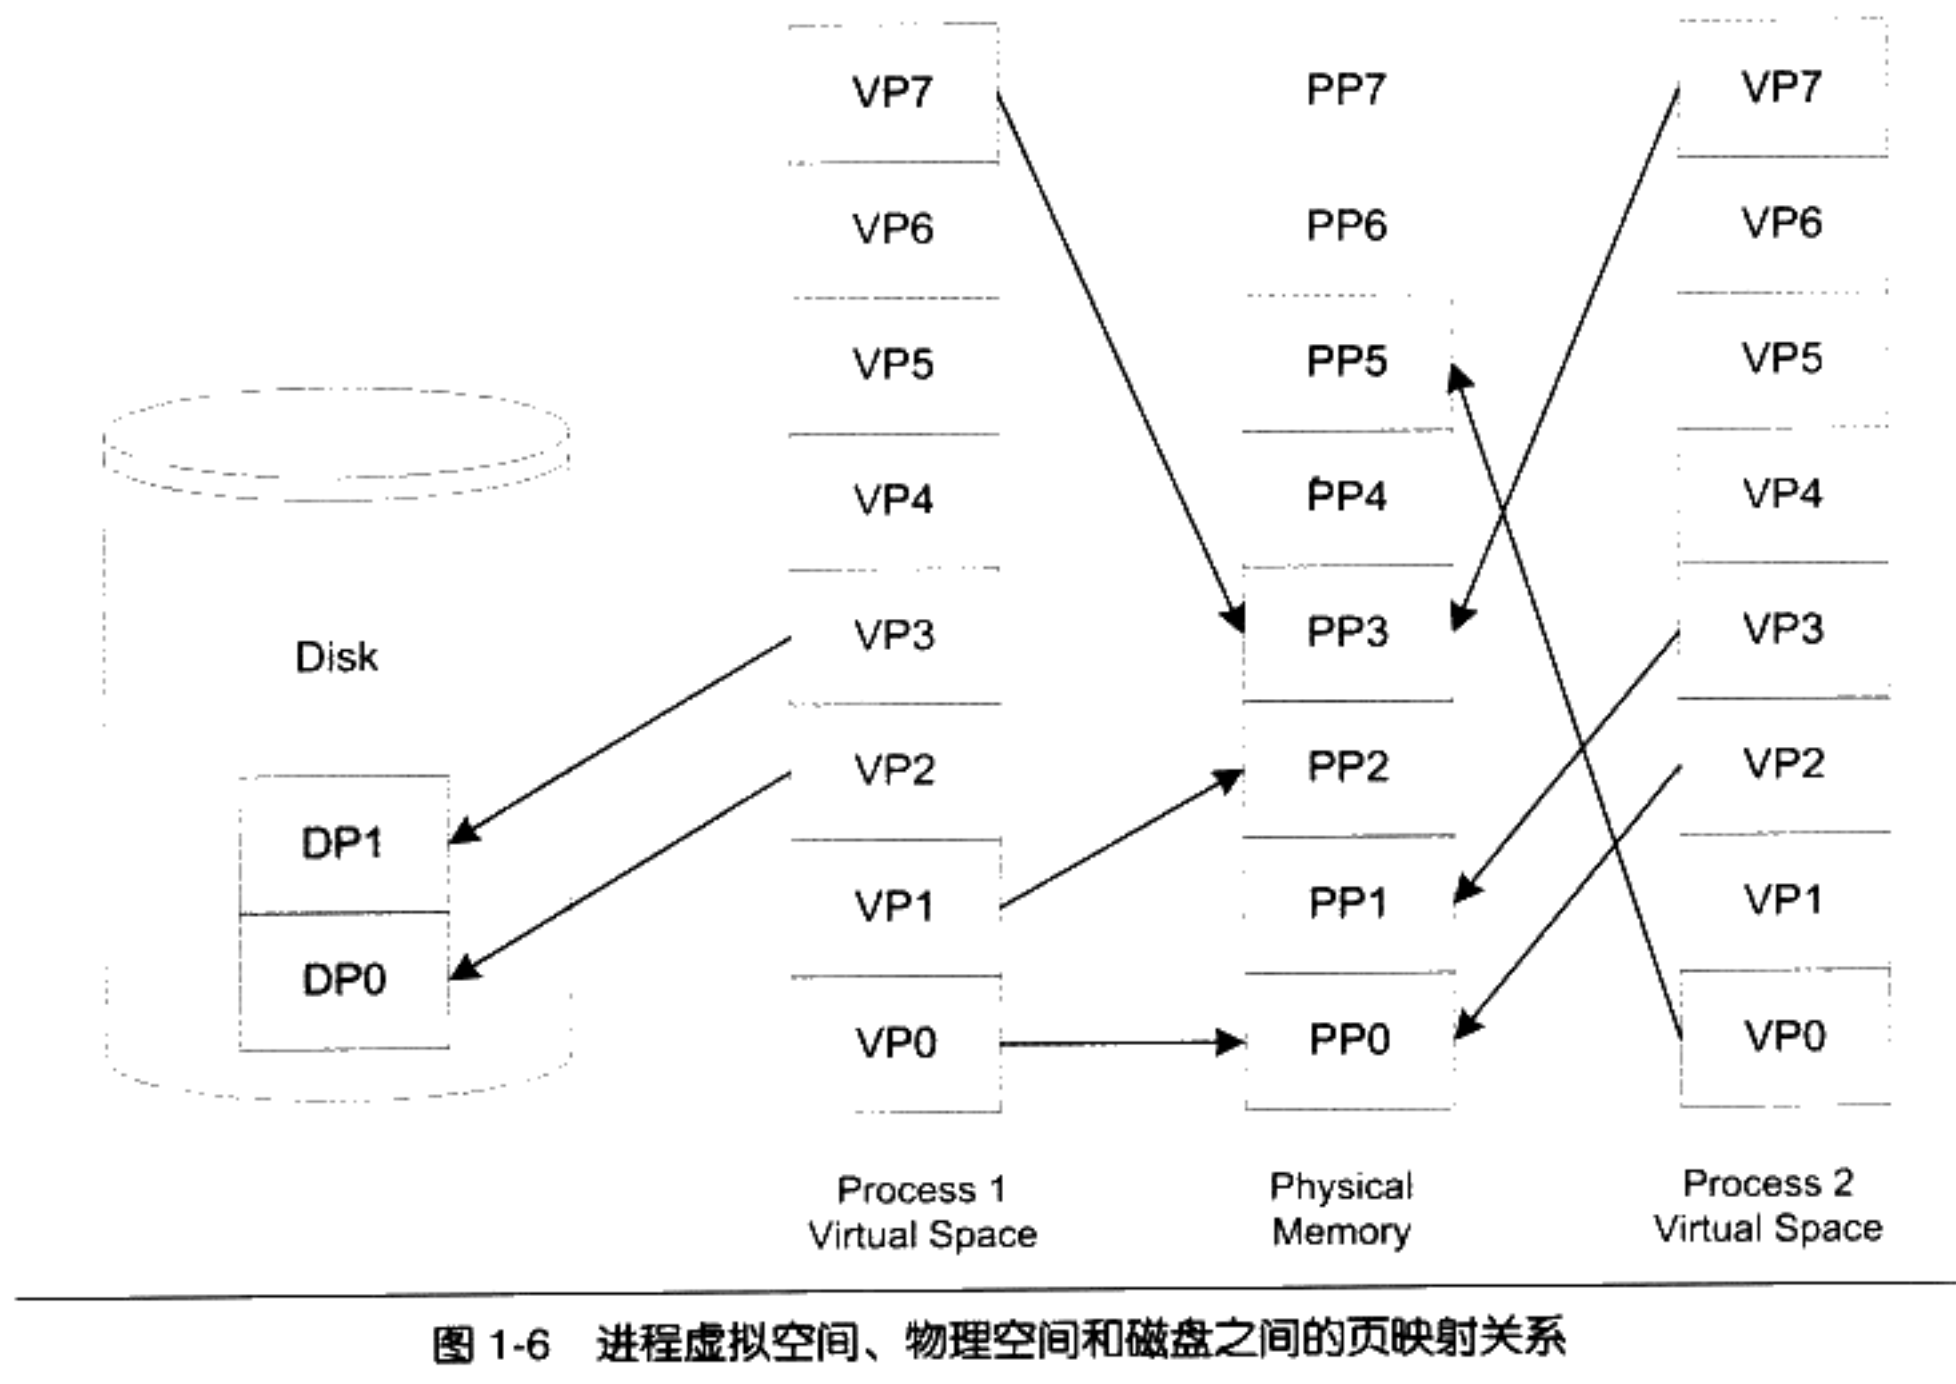 VP7
VP6
VP5
VP4
VP3
VP2
VP1
VP0
Process 1
Virtual Space
PP7
PP6
PP5
PP4
PP3
PP2
PP1
PP0
Physical
Memory
VP7
VP6
VP5
VP4
VP3
VP2
VP1
VP0
Process 2
Virtual Space
Disk
DP1
DP0
图 1-6 进程虚拟空间、物理空间和磁盘之间的页映射关系